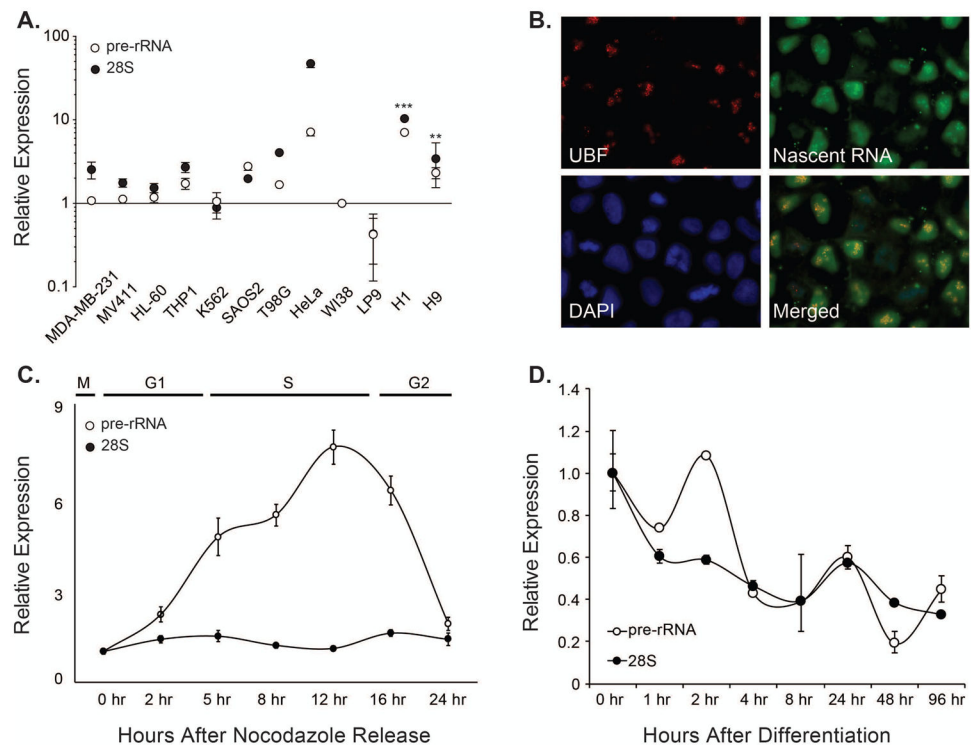 A.
100
10
1
0.1
Relative Expression
pre-rRNA
28S
***
**
MDA-MB-231
MV411
HL-60
THP1
K562
SAOS2
T98G
HeLa
WI38
LP9
H1
H9
B.
UBF
Nascent RNA
DAPI
Merged
C.
M
G1
S
G2
9
6
3
0
Relative Expression
pre-rRNA
28S
0 hr
2 hr
5 hr
8 hr
12 hr
16 hr
24 hr
Hours After Nocodazole Release
D.
1.4
1.2
1.0
0.8
0.6
0.4
0.2
0
Relative Expression
pre-rRNA
28S
0 hr
1 hr
2 hr
4 hr
8 hr
24 hr
48 hr
96 hr
Hours After Differentiation